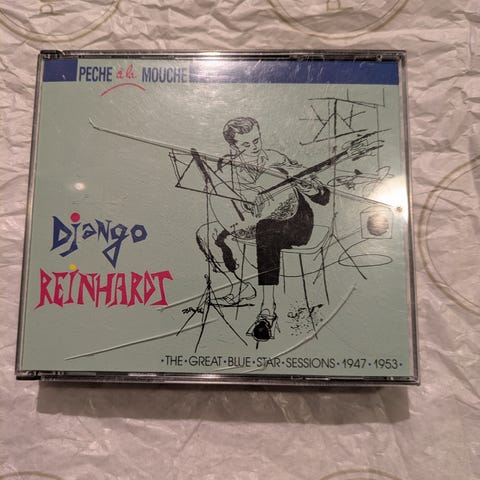 PECHE à la MOUCHE
Django
REINHARDT
·THE·GREAT·BLUE·STAR·SESSIONS·1947·1953·